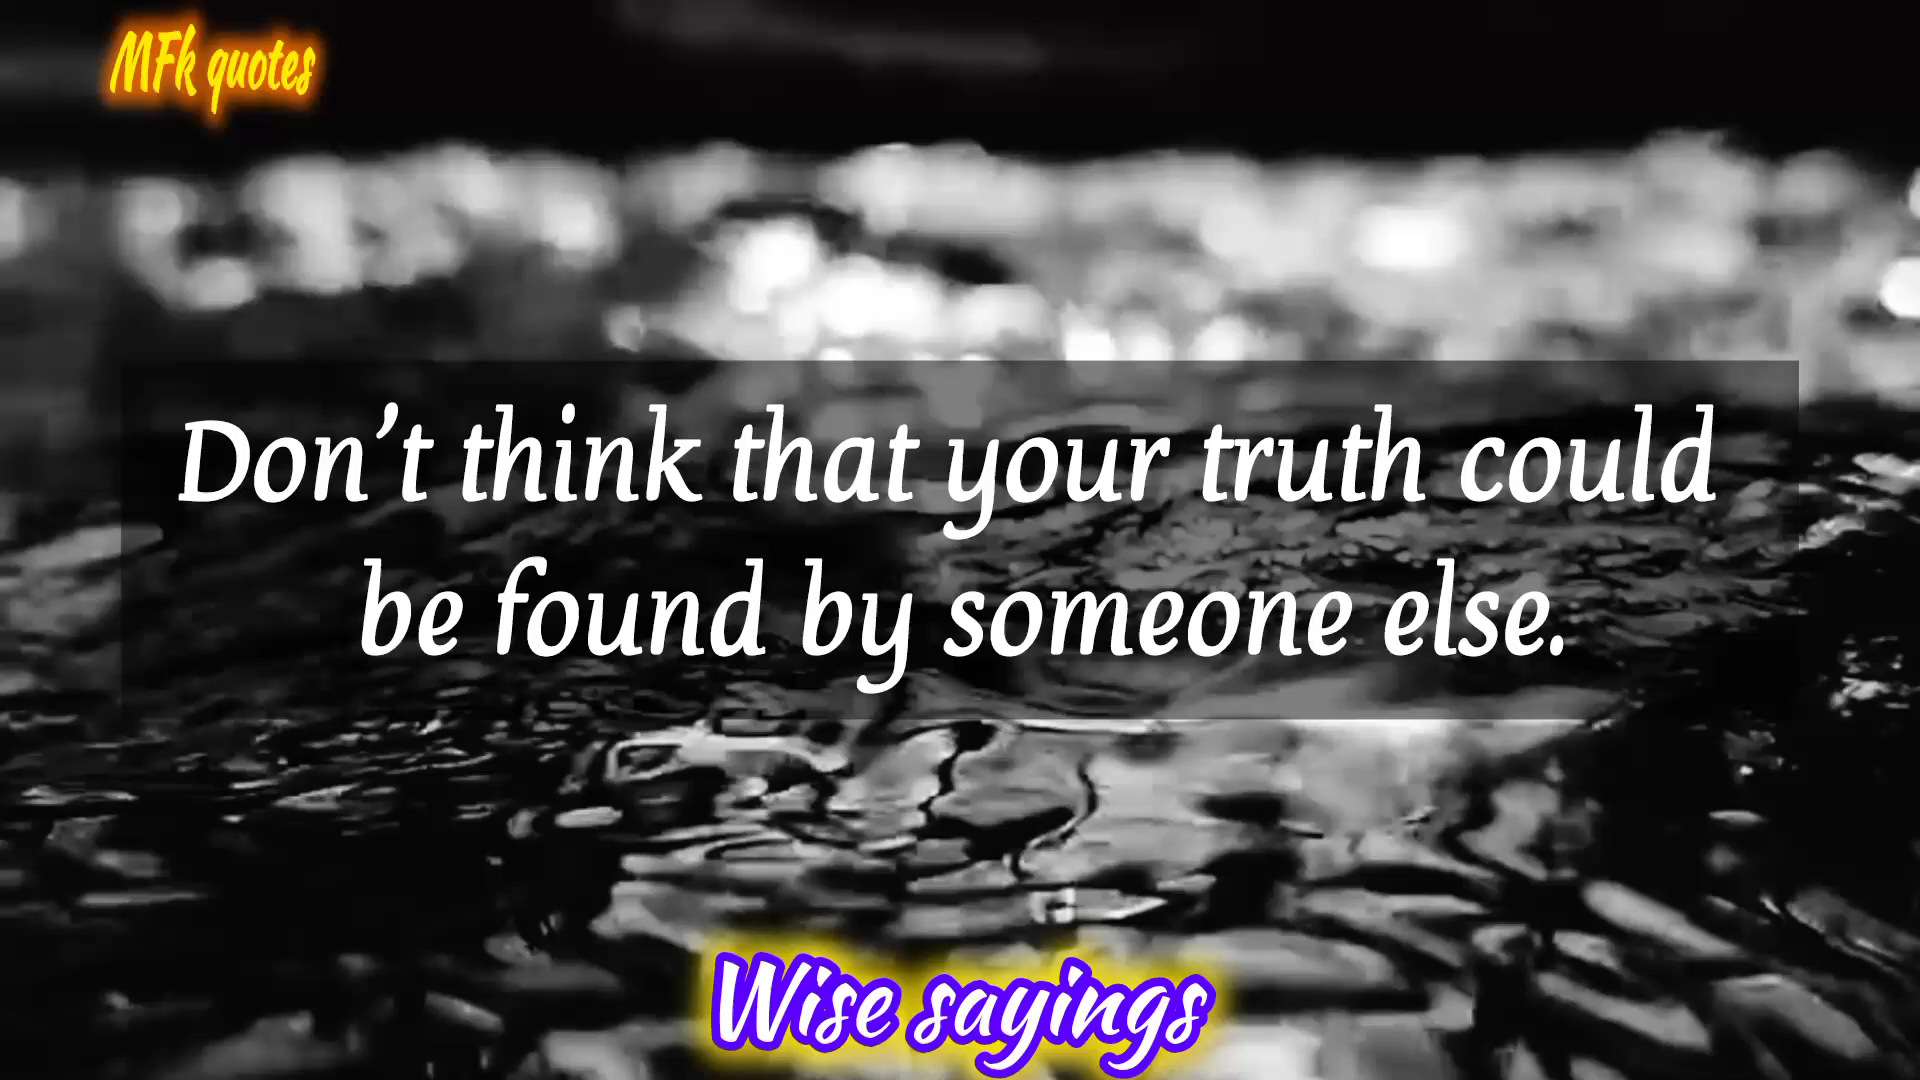 MFk quotes
Don’t think that your truth could
be found by someone else.
Wise sayings